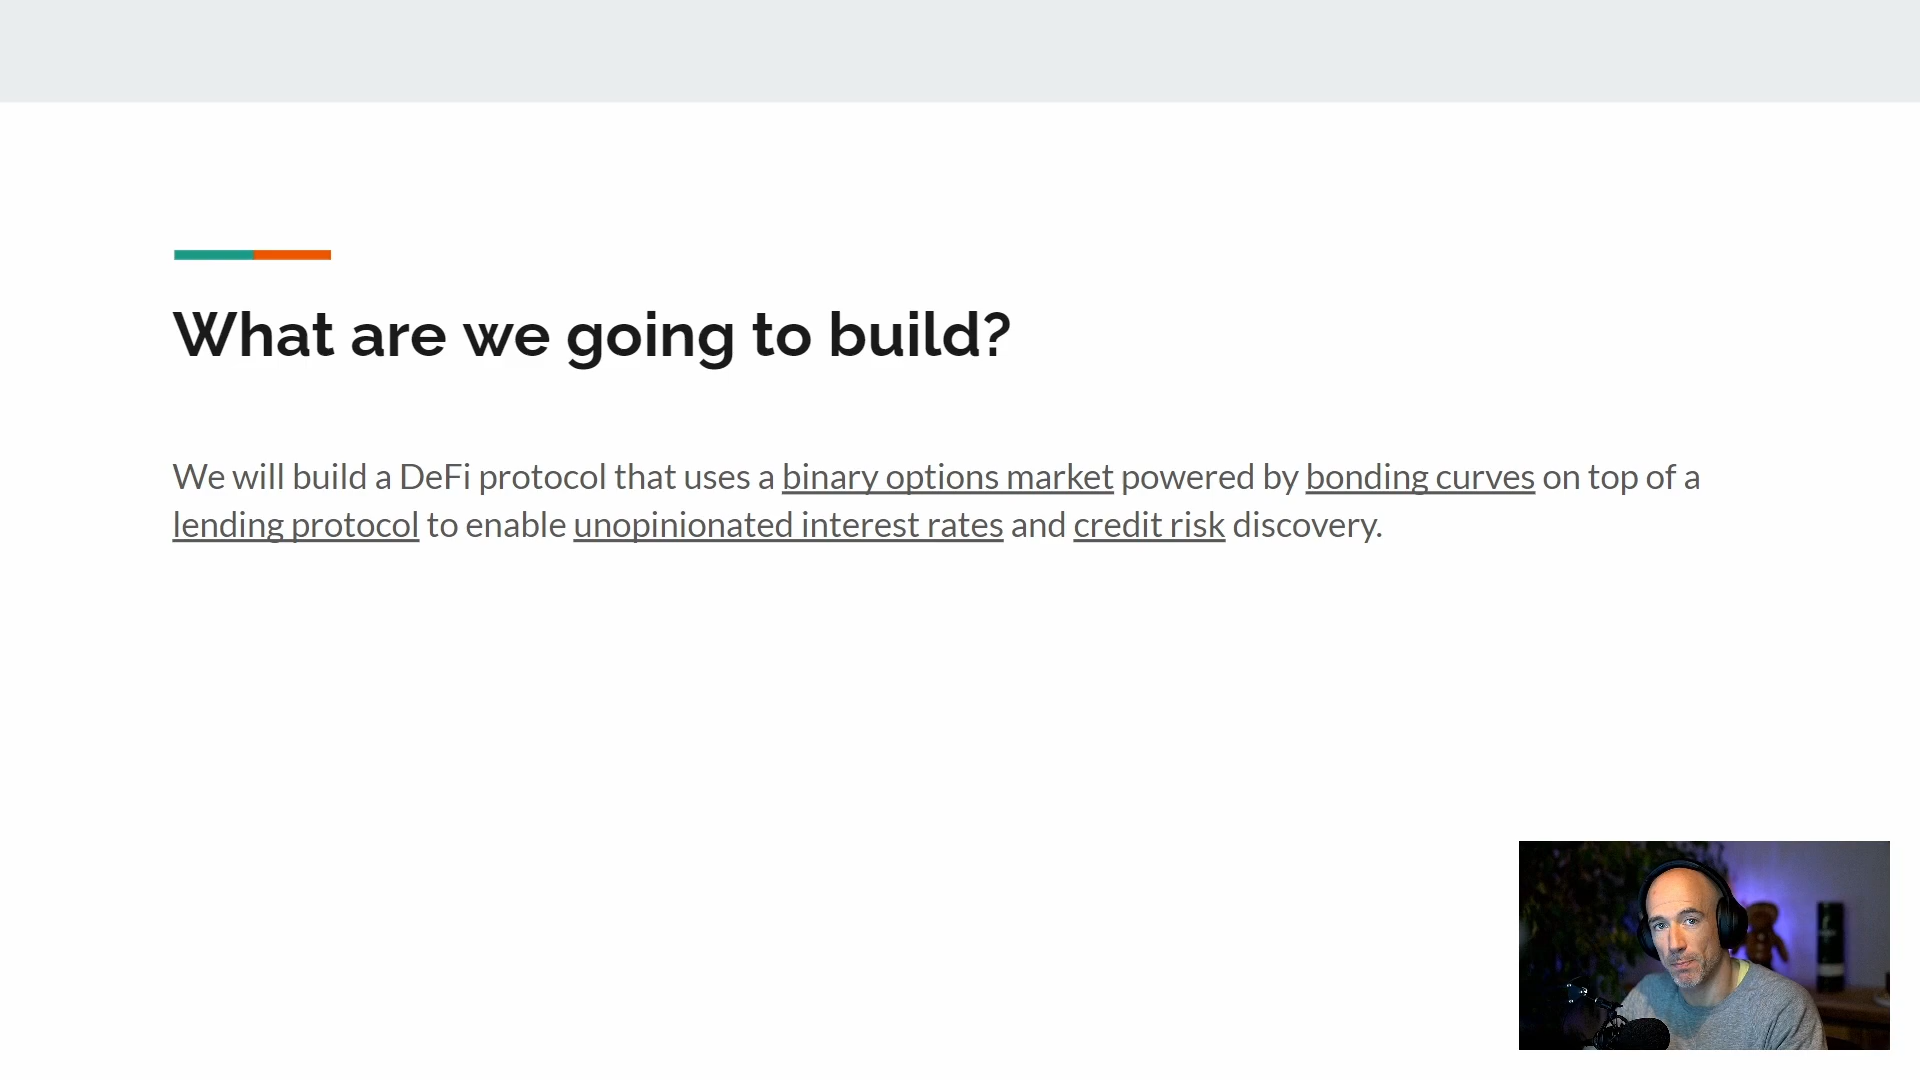 What are we going to build?
We will build a DeFi protocol that uses a binary options market powered by bonding curves on top of a
lending protocol to enable unopinionated interest rates and credit risk discovery.